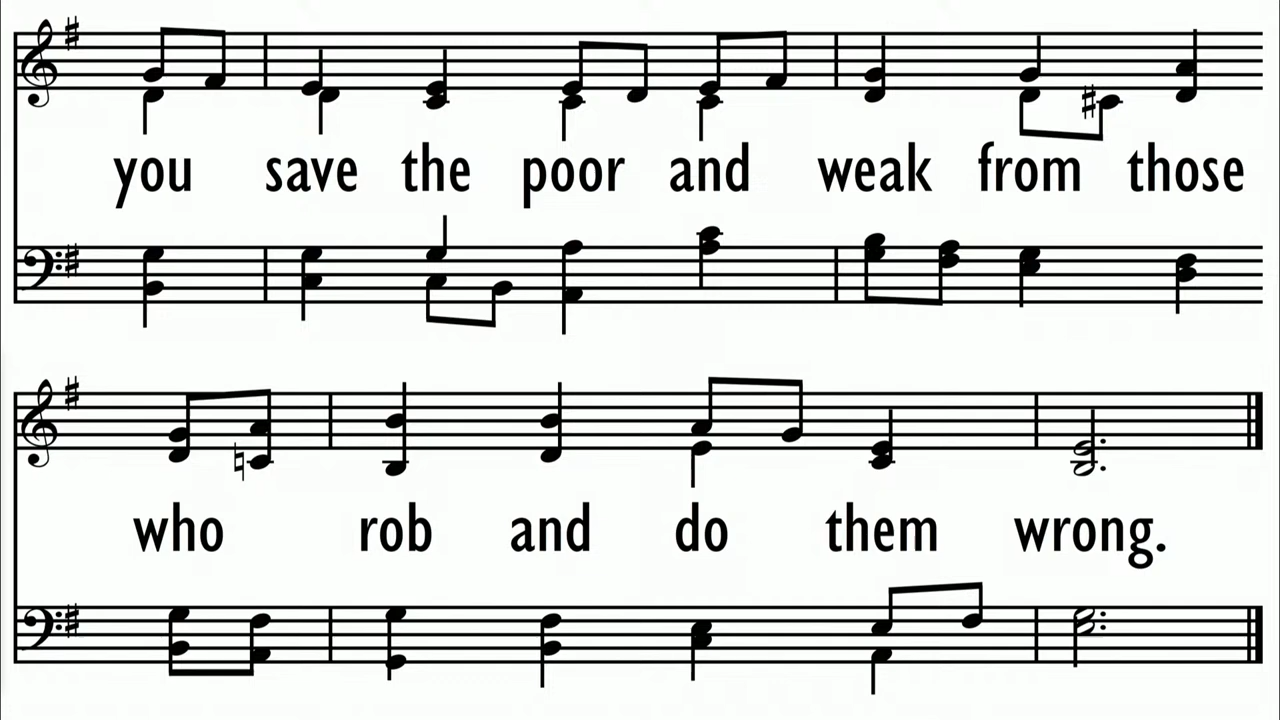 you save the poor and weak from those
who rob and do them wrong.